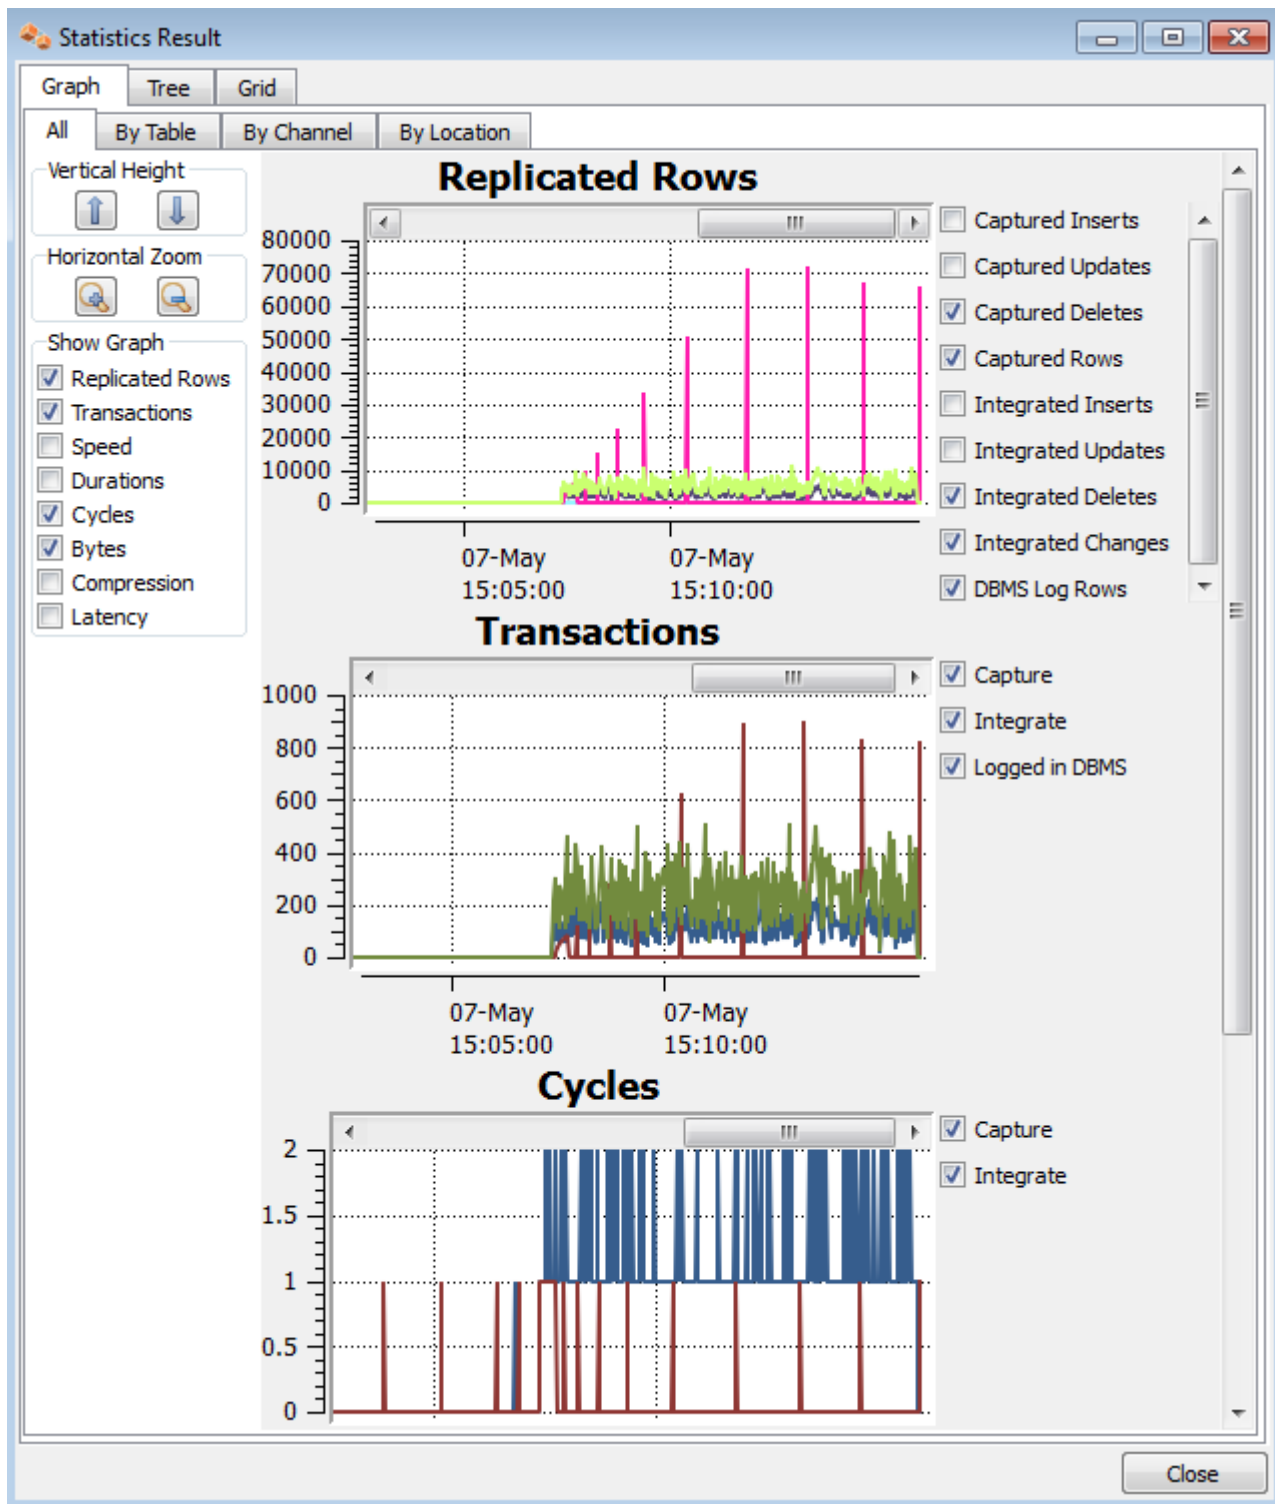 Statistics Result
Graph
Tree
Grid
All
By Table
By Channel
By Location
Vertical Height
Horizontal Zoom
Show Graph
Replicated Rows
Transactions
Speed
Durations
Cycles
Bytes
Compression
Latency
Replicated Rows
80000
70000
60000
50000
40000
30000
20000
10000
0
07-May
15:05:00
07-May
15:10:00
Captured Inserts
Captured Updates
Captured Deletes
Captured Rows
Integrated Inserts
Integrated Updates
Integrated Deletes
Integrated Changes
DBMS Log Rows
Transactions
1000
800
600
400
200
0
07-May
15:05:00
07-May
15:10:00
Capture
Integrate
Logged in DBMS
Cycles
2
1.5
1
0.5
0
Capture
Integrate
Close